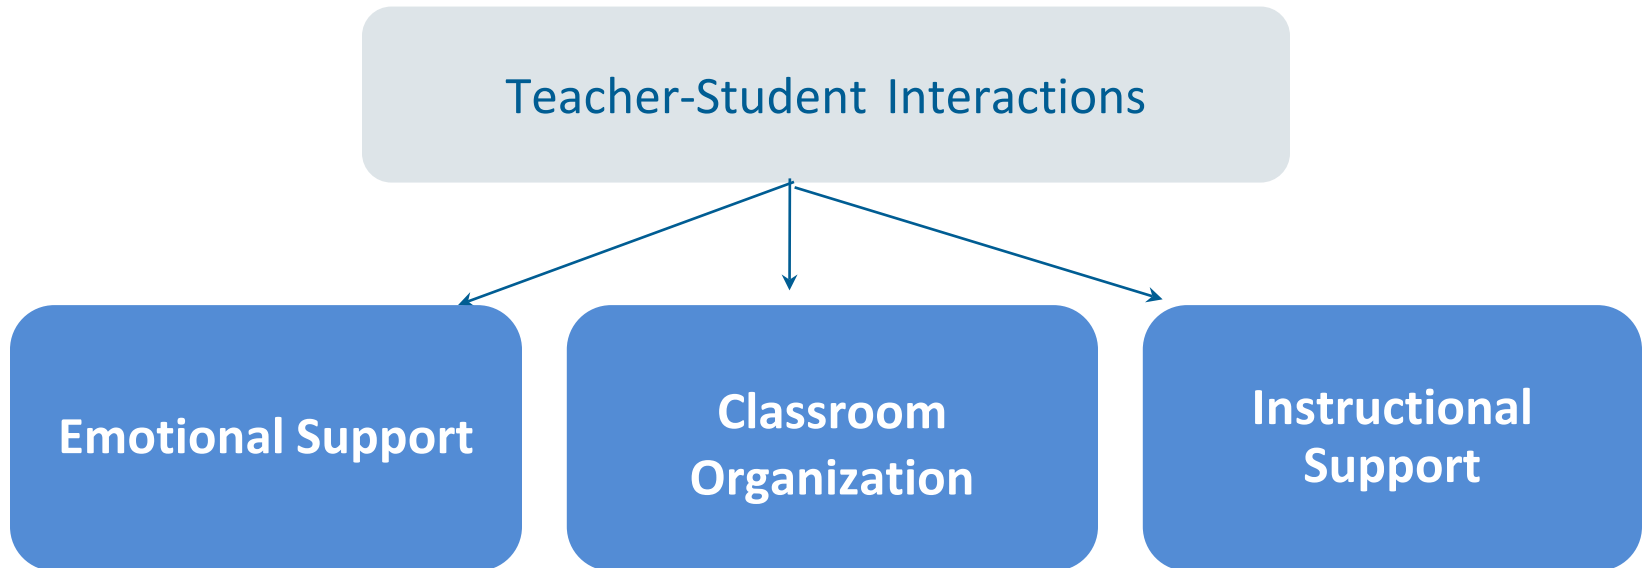 Teacher-Student Interactions
Emotional Support
Classroom
Organization
Instructional
Support